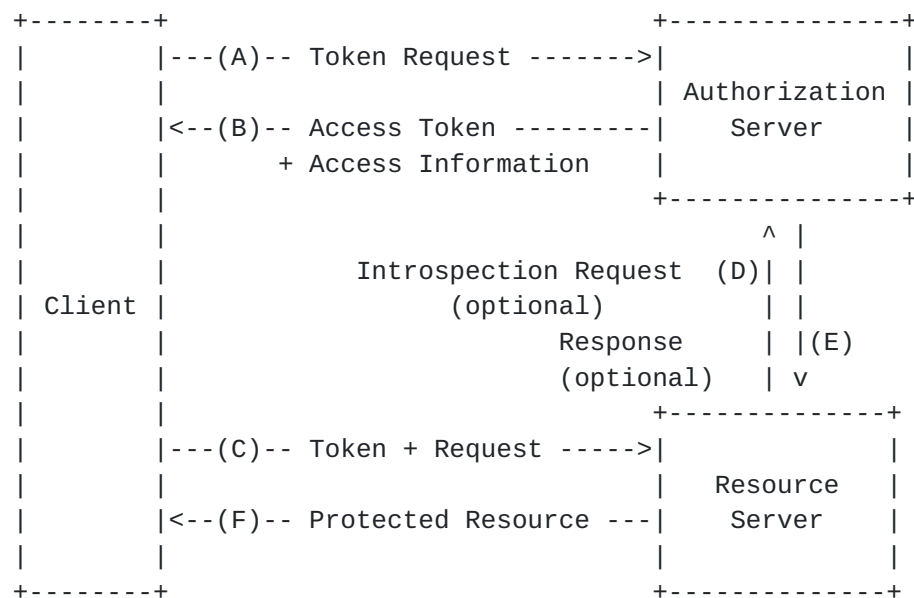 (A)-- Token Request
Authorization
(B)-- Access Token
Server
+ Access Information
Introspection Request (D)
Client
(optional)
Response
(E)
(optional)
(C)-- Token + Request
Resource
(F)-- Protected Resource
Server